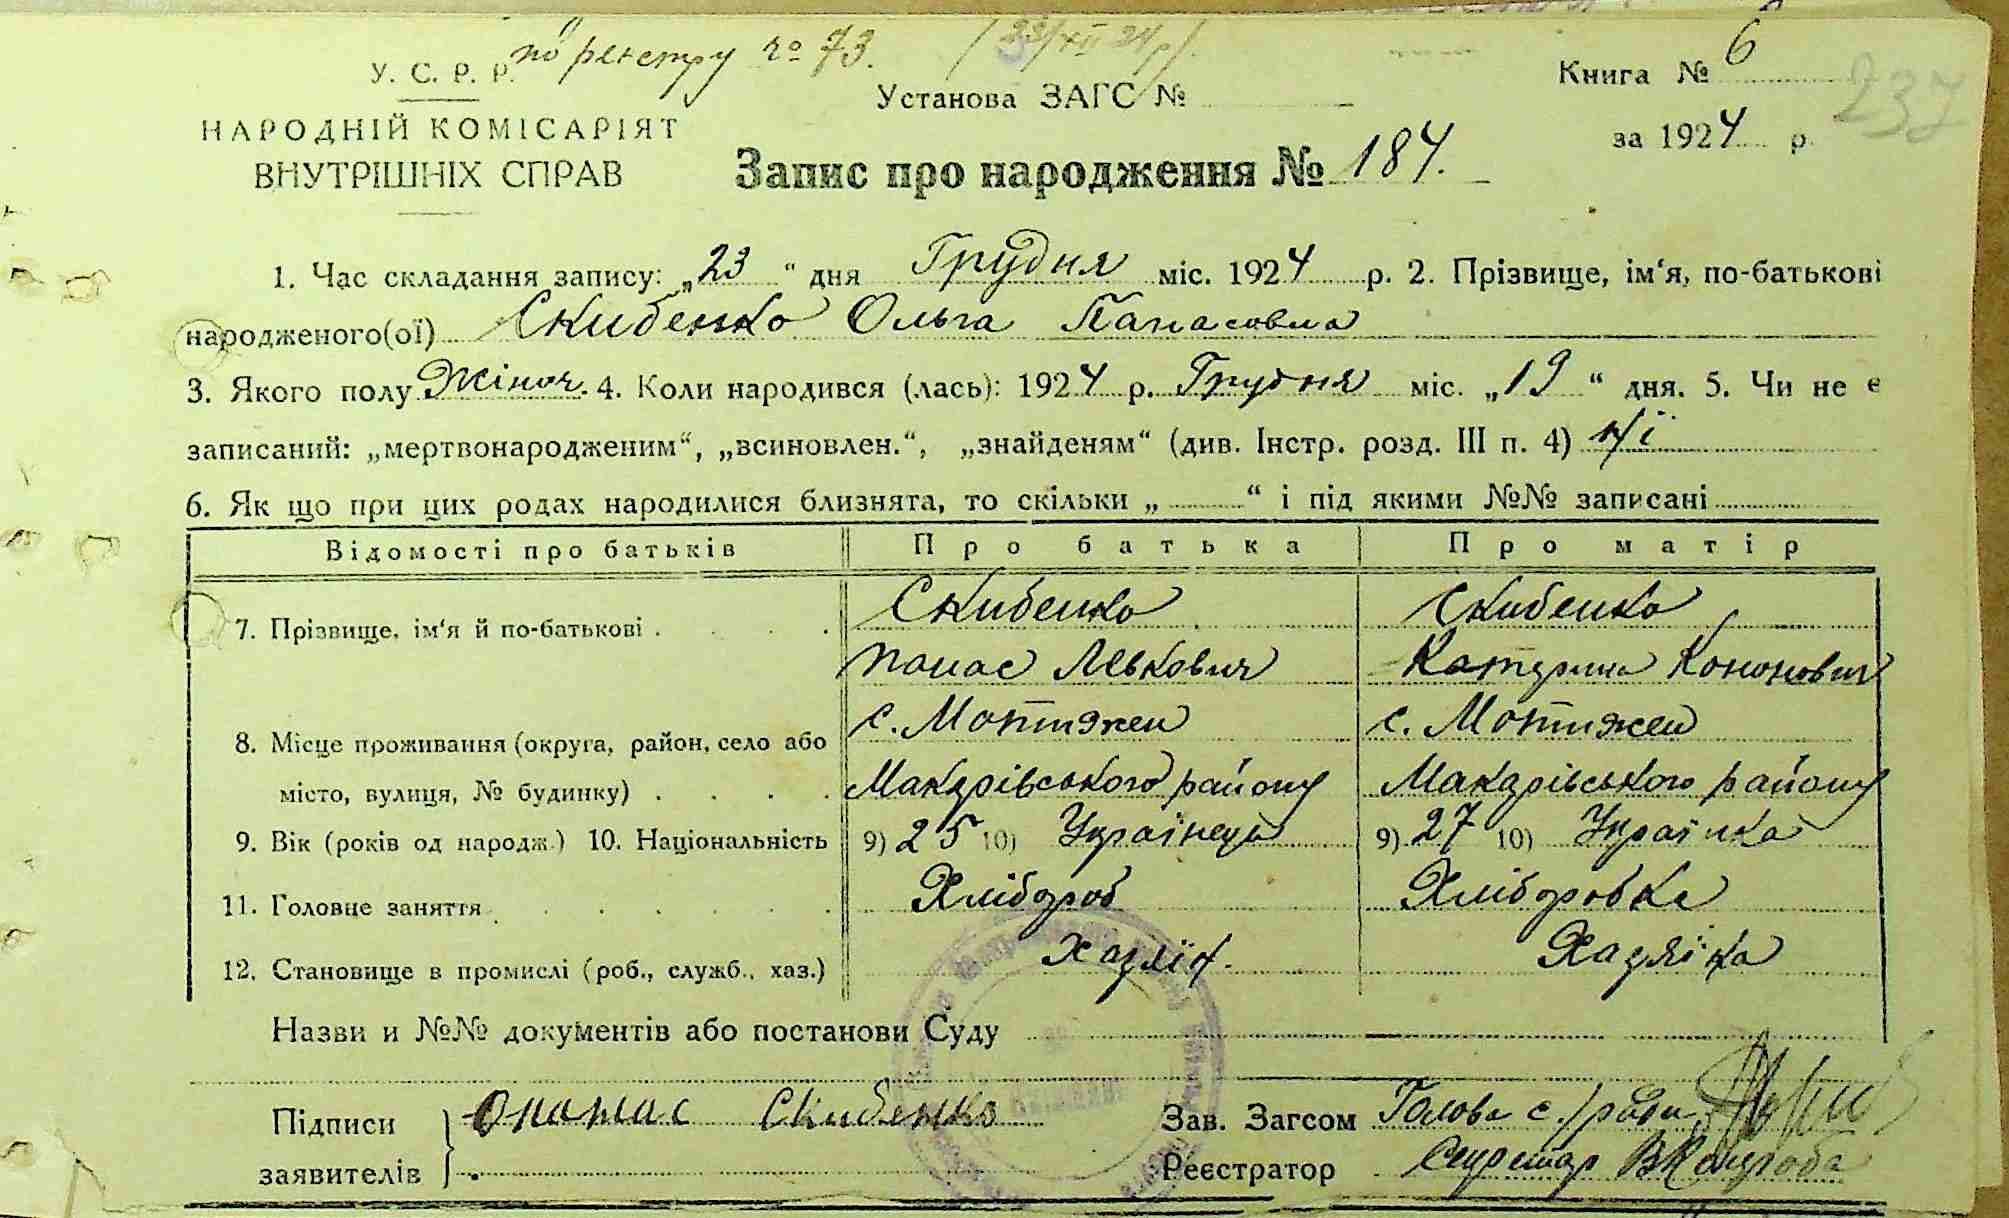 по реєстру № 73. / 23/XII 24 р/.
У. С. Р. Р.
НАРОДНІЙ КОМІСАРІЯТ
ВНУТРІШНІХ СПРАВ
Установа ЗАГС №
Книга № 6
237
за 1924 р.
Запис про народження № 184.
1. Час складання запису: „23“ дня Грудня міс. 1924 р. 2. Прізвище, ім‘я, по-батькові
народженого(ої) Скибенко Ольга Панасовна
3. Якого полу Жіноч. 4. Коли народився (лась): 1924 р. Грудня міс. „19“ дня. 5. Чи не є
записаний: „мертвонародженим“, „всиновлен.“, „знайденям“ (див. Інстр. розд. III п. 4) Ні
6. Як що при цих родах народилися близнята, то скільки „ “ і під якими №№ записані
Відомості про батьків Про батька Про матір
7. Прізвище, ім‘я й по-батькові . . . . Скибенко Скибенко
Панас Левкович Катерина Кононович
8. Місце проживання (округа, район, село або с. Мотижен с. Мотижен
місто, вулиця, № будинку) . . . . Макарівського району Макарівського району
9. Вік (років од народж.) 10. Національність 9) 25 10) Українець 9) 27 10) Українка
11. Головне заняття . . . . . . Хлібороб Хліборобка
12. Становище в промислі (роб., служб., хаз.) Хазяїн. Хазяїка
Назви и №№ документів або постанови Суду
Підписи Опанас Скибенко Зав. Загсом Голова с/ради
заявителів Реєстратор Секретар